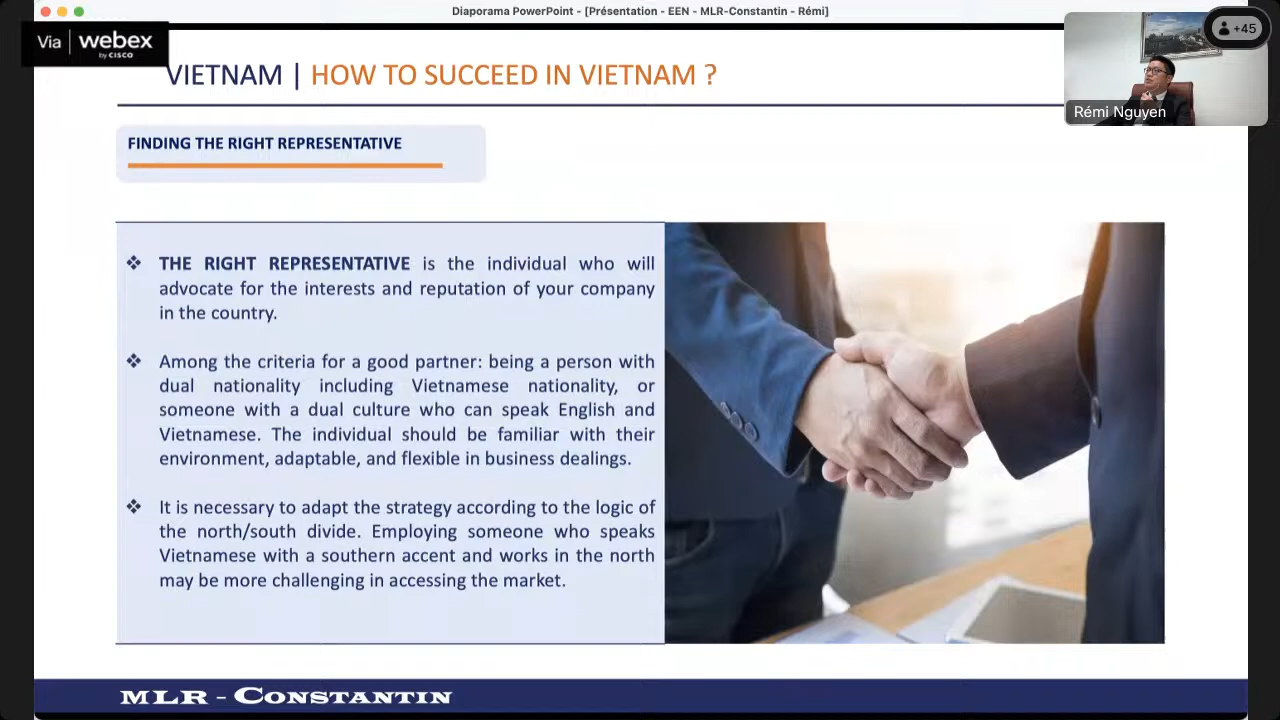 Diaporama PowerPoint - [Présentation - EEN - MLR-Constantin - Rémi]
Via webex
by CISCO
+45
Rémi Nguyen
VIETNAM | HOW TO SUCCEED IN VIETNAM ?
FINDING THE RIGHT REPRESENTATIVE
❖ THE RIGHT REPRESENTATIVE is the individual who will
advocate for the interests and reputation of your company
in the country.
❖ Among the criteria for a good partner: being a person with
dual nationality including Vietnamese nationality, or
someone with a dual culture who can speak English and
Vietnamese. The individual should be familiar with their
environment, adaptable, and flexible in business dealings.
❖ It is necessary to adapt the strategy according to the logic of
the north/south divide. Employing someone who speaks
Vietnamese with a southern accent and works in the north
may be more challenging in accessing the market.
MLR - CONSTANTIN